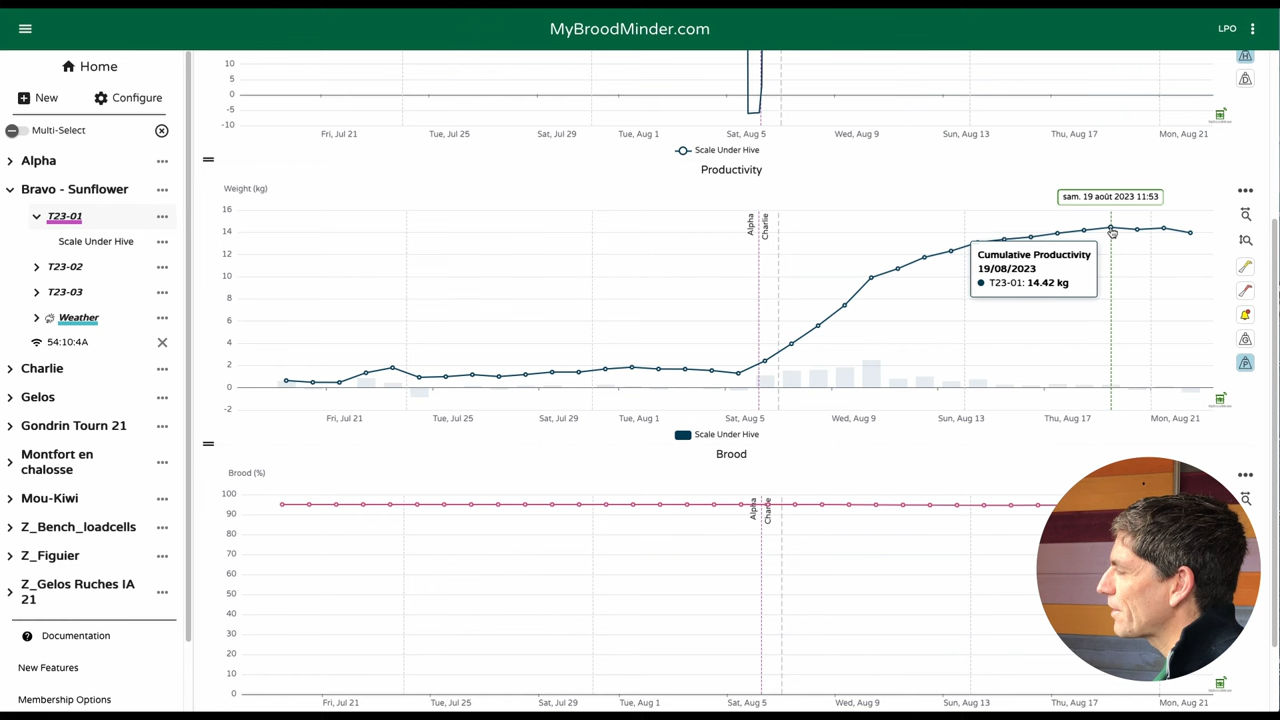 MyBroodMinder.com
LPO
Home
New
Configure
Multi-Select
Alpha
Bravo - Sunflower
T23-01
Scale Under Hive
T23-02
T23-03
Weather
54:10:4A
Charlie
Gelos
Gondrin Tourn 21
Montfort en
chalosse
Mou-Kiwi
Z_Bench_loadcells
Z_Figuier
Z_Gelos Ruches IA
21
Documentation
New Features
Membership Options
10
5
0
-5
-10
Fri, Jul 21
Tue, Jul 25
Sat, Jul 29
Tue, Aug 1
Sat, Aug 5
Wed, Aug 9
Sun, Aug 13
Thu, Aug 17
Mon, Aug 21
Scale Under Hive
Productivity
Weight (kg)
sam. 19 août 2023 11:53
16
14
12
10
8
6
4
2
0
-2
Alpha
Charlie
Cumulative Productivity
19/08/2023
T23-01: 14.42 kg
Fri, Jul 21
Tue, Jul 25
Sat, Jul 29
Tue, Aug 1
Sat, Aug 5
Wed, Aug 9
Sun, Aug 13
Thu, Aug 17
Mon, Aug 21
Scale Under Hive
Brood
Brood (%)
100
90
80
70
60
50
40
30
20
10
0
Alpha
Charlie
Fri, Jul 21
Tue, Jul 25
Sat, Jul 29
Tue, Aug 1
Sat, Aug 5
Wed, Aug 9
Sun, Aug 13
Thu, Aug 17
Mon, Aug 21
H
D
G
P